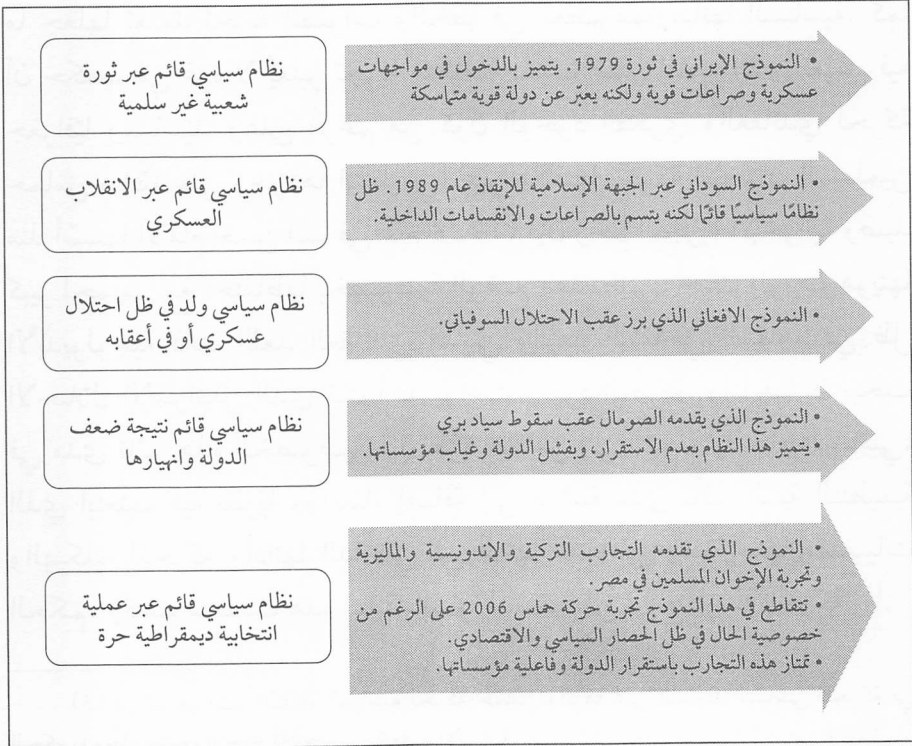 نظام سياسي قائم عبر ثورة
شعبية غير سلمية
• النموذج الإيراني في ثورة 1979. يتميز بالدخول في مواجهات
عسكرية وصراعات قوية ولكنه يعبّر عن دولة قوية متماسكة
نظام سياسي قائم عبر الانقلاب
العسكري
• النموذج السوداني عبر الجبهة الإسلامية للإنقاذ عام 1989. ظل
نظامًا سياسيًا قائمًا لكنه يتسم بالصراعات والانقسامات الداخلية.
نظام سياسي ولد في ظل احتلال
عسكري أو في أعقابه
• النموذج الافغاني الذي برز عقب الاحتلال السوفياتي.
نظام سياسي قائم نتيجة ضعف
الدولة وانهيارها
• النموذج الذي يقدمه الصومال عقب سقوط سياد بري
• يتميز هذا النظام بعدم الاستقرار، وبفشل الدولة وغياب مؤسساتها.
نظام سياسي قائم عبر عملية
انتخابية ديمقراطية حرة
• النموذج الذي تقدمه التجارب التركية والإندونيسية والماليزية
وتجربة الإخوان المسلمين في مصر.
• تتقاطع في هذا النموذج تجربة حركة حماس 2006 على الرغم من
خصوصية الحال في ظل الحصار السياسي والاقتصادي.
• تمتاز هذه التجارب باستقرار الدولة وفاعلية مؤسساتها.